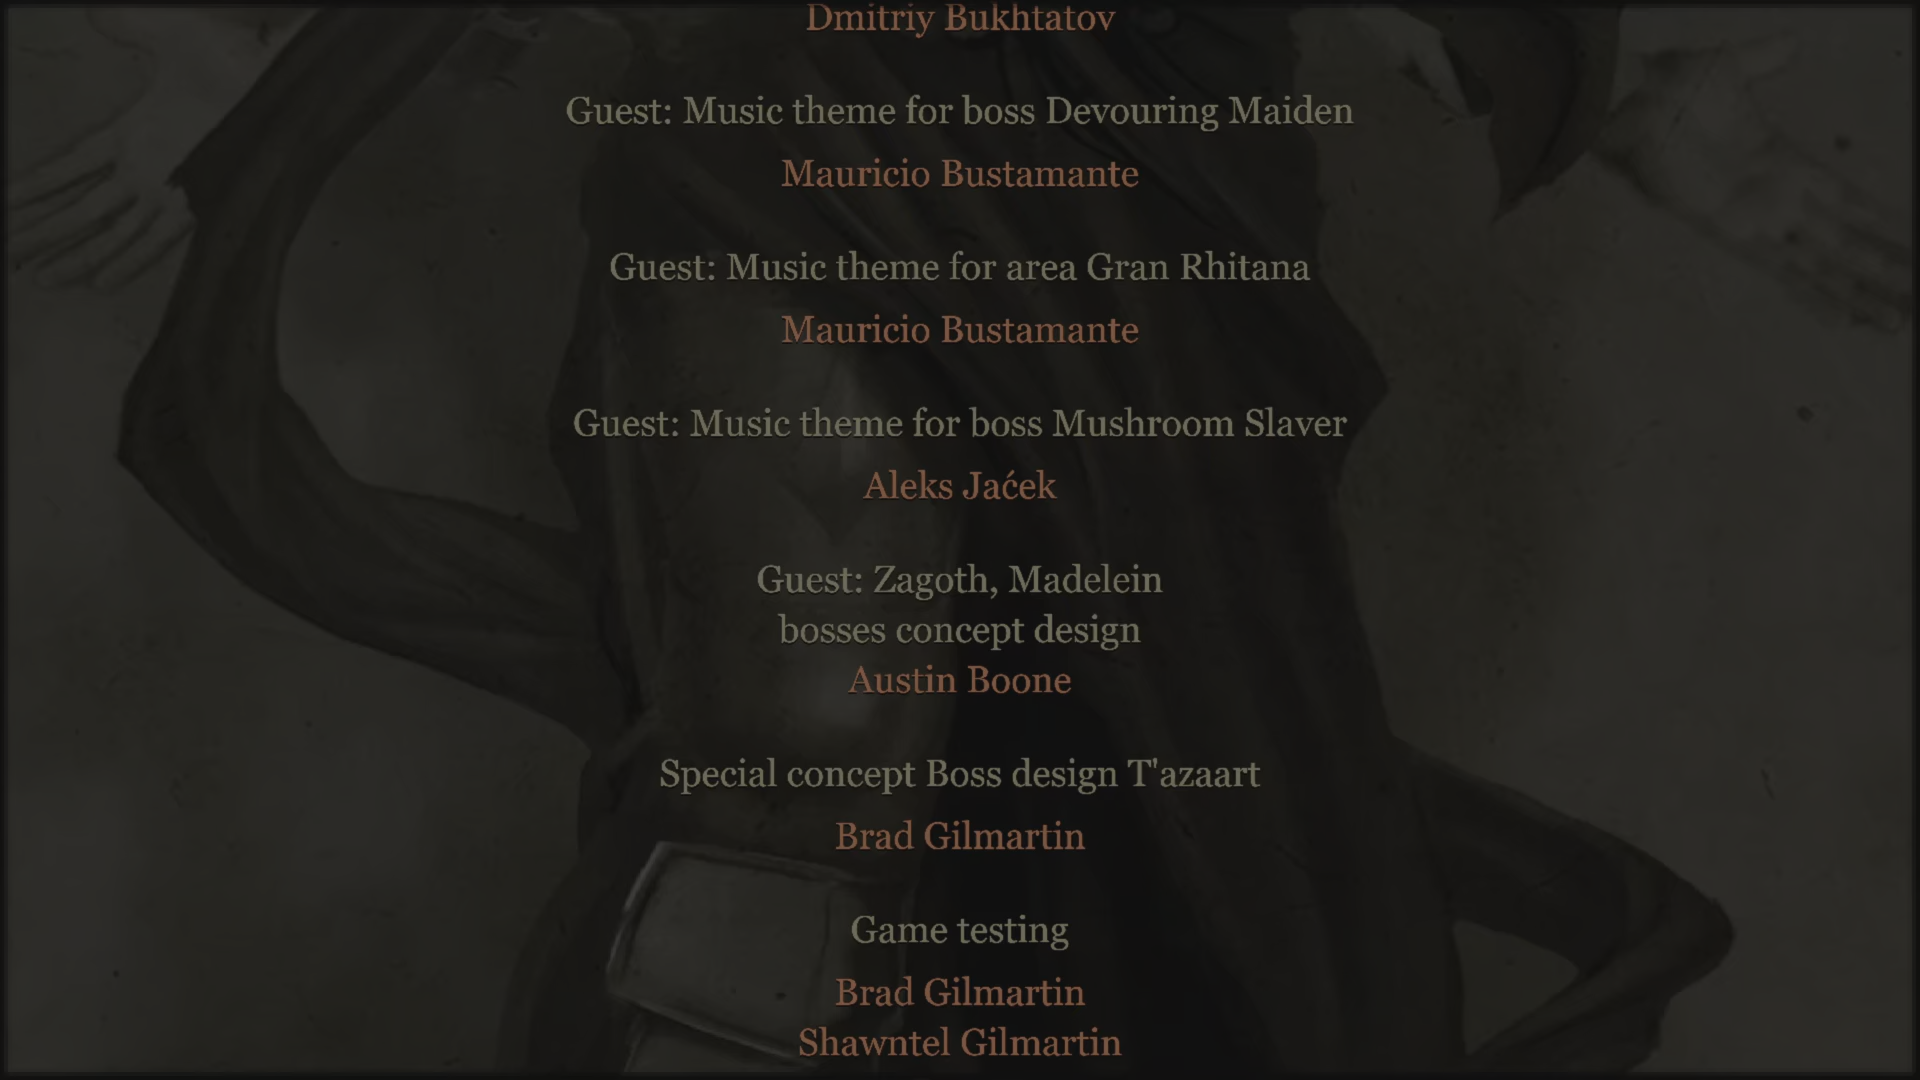 Dmitriy Bukhtatov
Guest: Music theme for boss Devouring Maiden
Mauricio Bustamante
Guest: Music theme for area Gran Rhitana
Mauricio Bustamante
Guest: Music theme for boss Mushroom Slaver
Aleks Jaćek
Guest: Zagoth, Madelein
bosses concept design
Austin Boone
Special concept Boss design T'azaart
Brad Gilmartin
Game testing
Brad Gilmartin
Shawntel Gilmartin